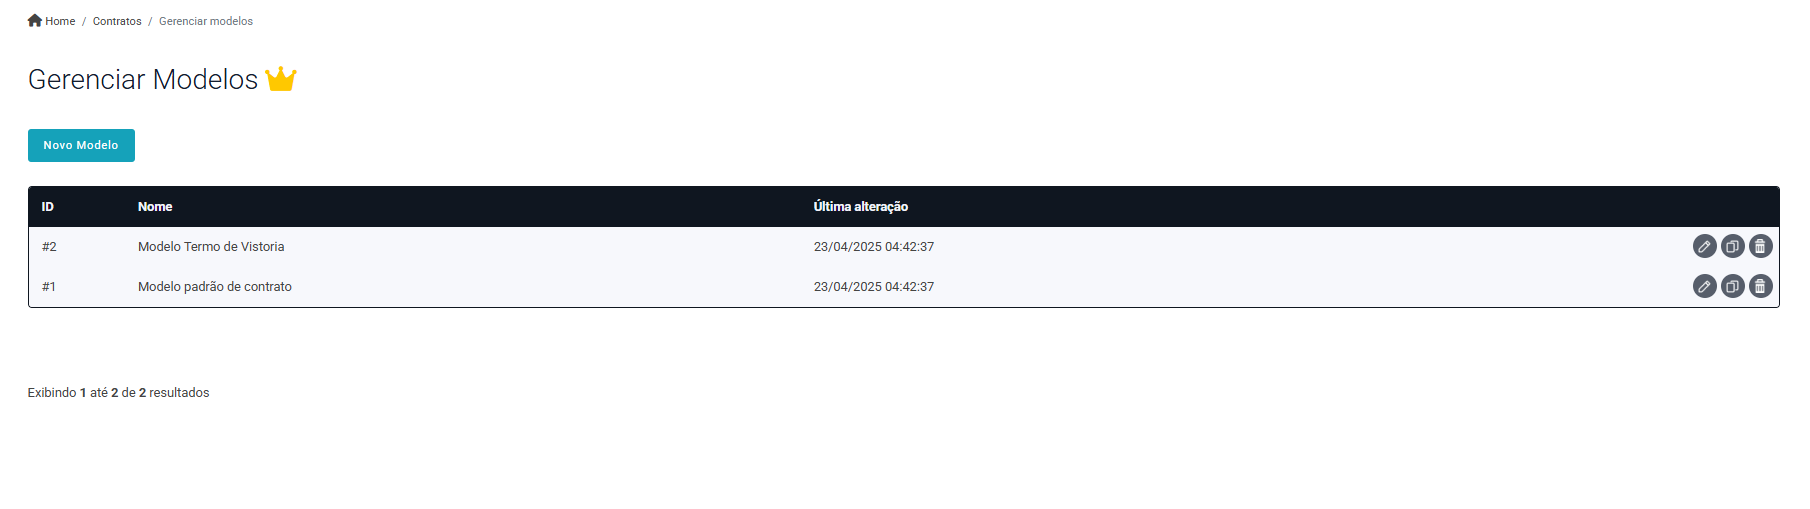 Home / Contratos / Gerenciar modelos
Gerenciar Modelos
Novo Modelo
ID Nome Última alteração
#2 Modelo Termo de Vistoria 23/04/2025 04:42:37
#1 Modelo padrão de contrato 23/04/2025 04:42:37
Exibindo 1 até 2 de 2 resultados